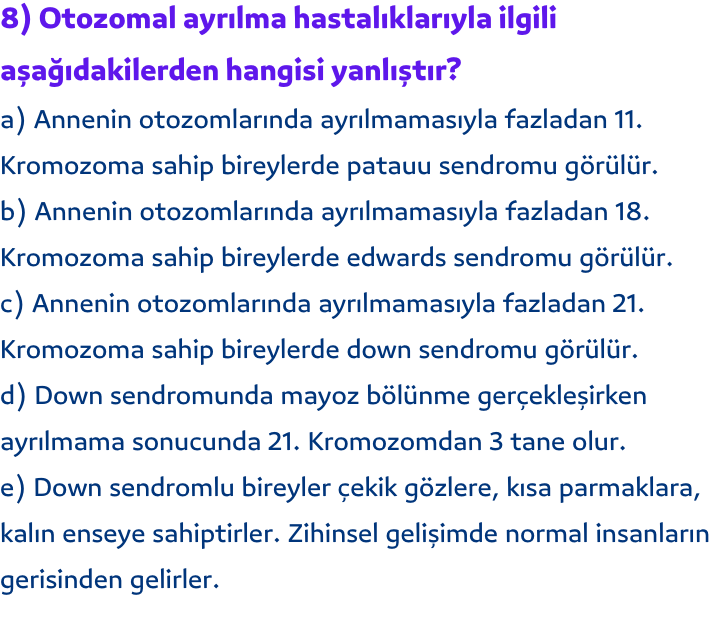 8) Otozomal ayrılma hastalıklarıyla ilgili
aşağıdakilerden hangisi yanlıştır?
a) Annenin otozomlarında ayrılmamasıyla fazladan 11.
Kromozoma sahip bireylerde patauu sendromu görülür.
b) Annenin otozomlarında ayrılmamasıyla fazladan 18.
Kromozoma sahip bireylerde edwards sendromu görülür.
c) Annenin otozomlarında ayrılmamasıyla fazladan 21.
Kromozoma sahip bireylerde down sendromu görülür.
d) Down sendromunda mayoz bölünme gerçekleşirken
ayrılmama sonucunda 21. Kromozomdan 3 tane olur.
e) Down sendromlu bireyler çekik gözlere, kısa parmaklara,
kalın enseye sahiptirler. Zihinsel gelişimde normal insanların
gerisinden gelirler.